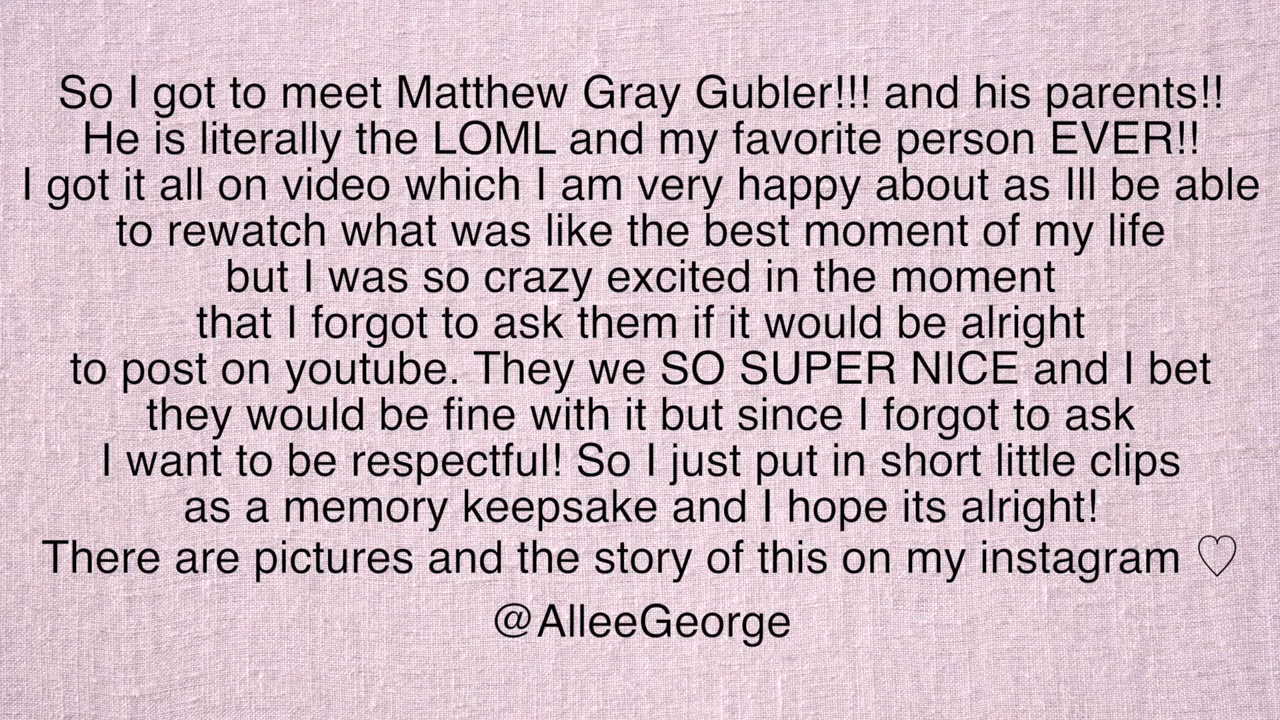 So I got to meet Matthew Gray Gubler!!! and his parents!!
He is literally the LOML and my favorite person EVER!!
I got it all on video which I am very happy about as Ill be able
to rewatch what was like the best moment of my life
but I was so crazy excited in the moment
that I forgot to ask them if it would be alright
to post on youtube. They we SO SUPER NICE and I bet
they would be fine with it but since I forgot to ask
I want to be respectful! So I just put in short little clips
as a memory keepsake and I hope its alright!
There are pictures and the story of this on my instagram ♡
@AlleeGeorge